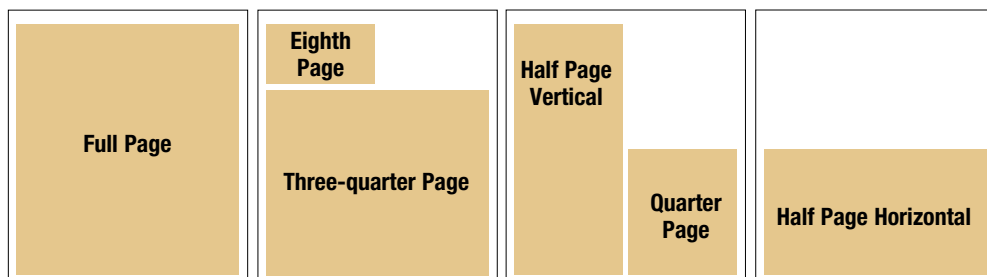 Full Page
Eighth
Page
Three-quarter Page
Half Page
Vertical
Quarter
Page
Half Page Horizontal